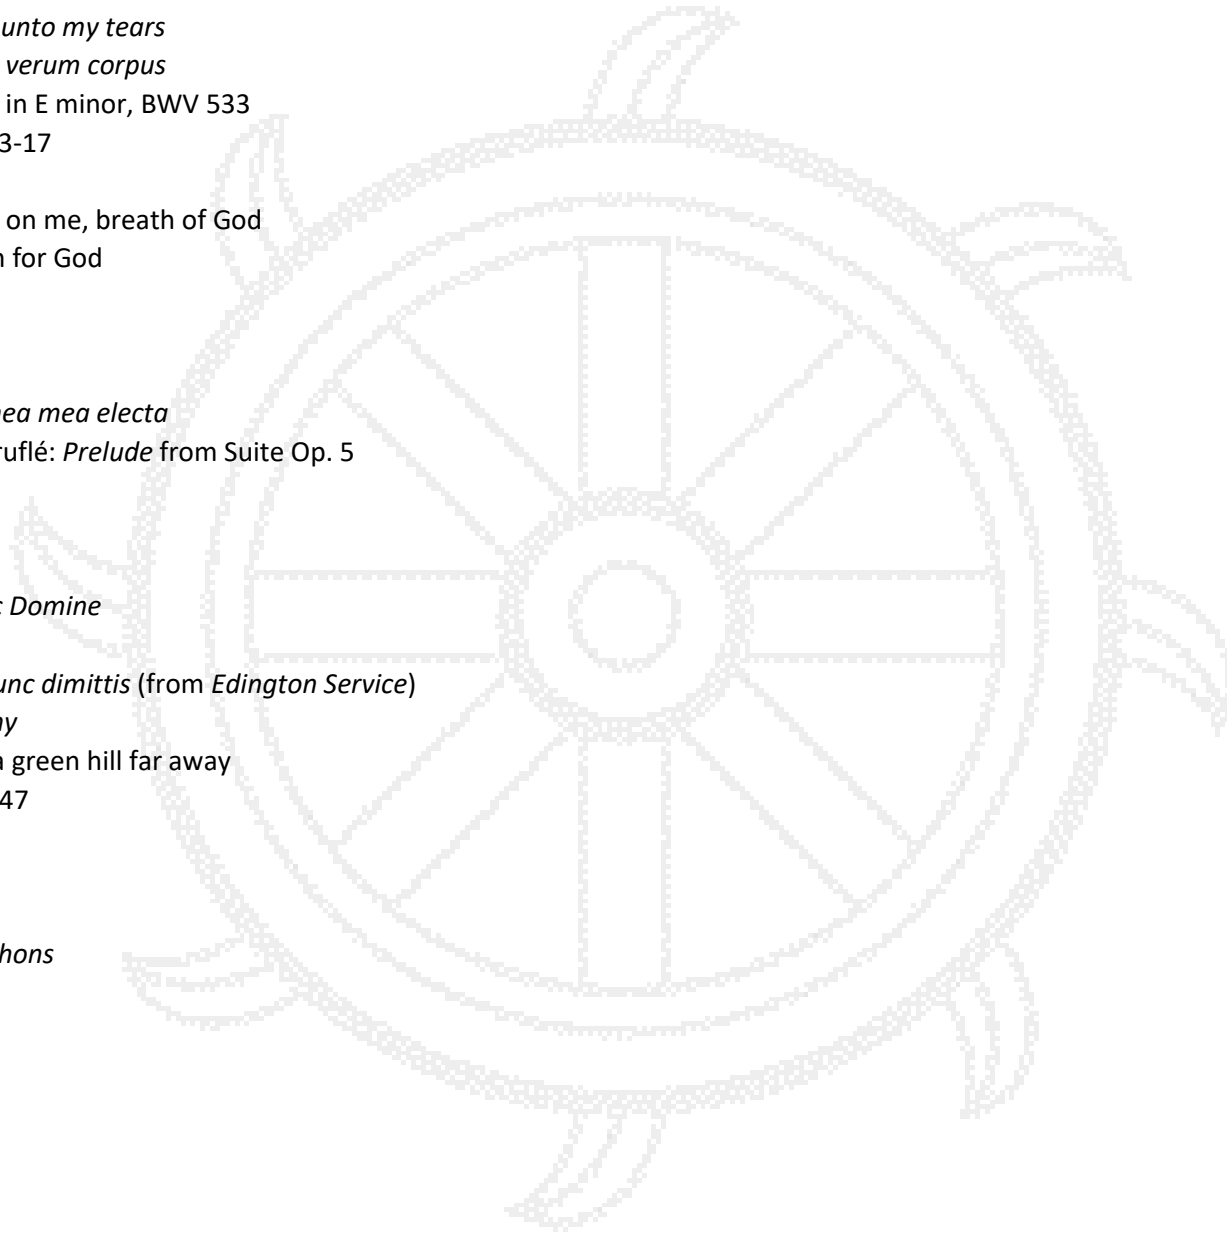 unto my tears
verum corpus
in E minor, BWV 533
3-17
on me, breath of God
for God
mea electa
ruflé: Prelude from Suite Op. 5
Domine
unc dimittis (from Edington Service)
a green hill far away
47
hons